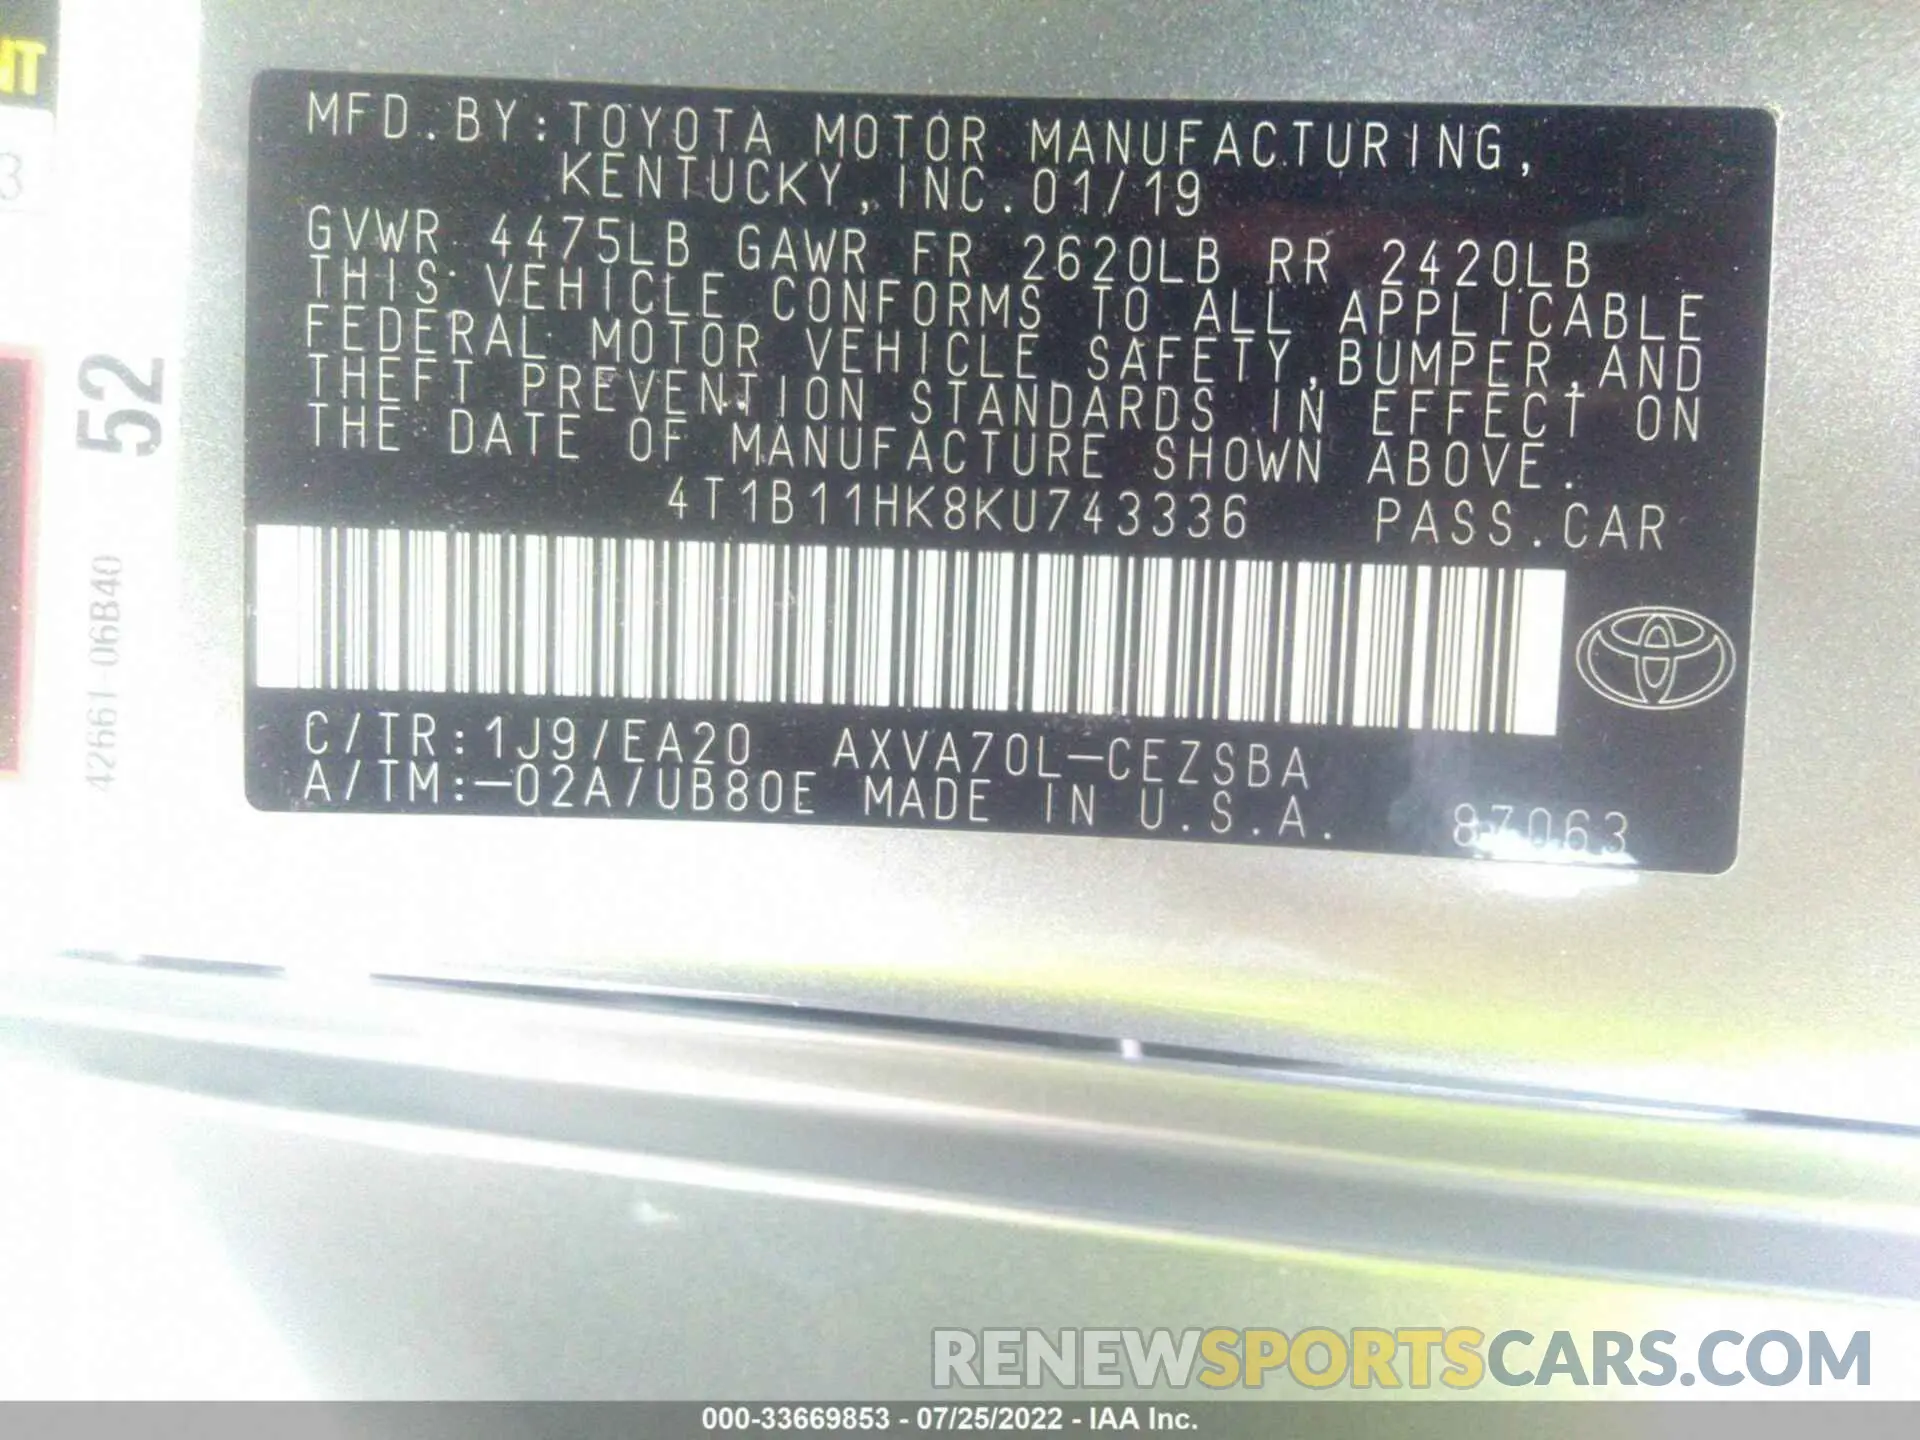 NT
3
52
42661-06B40
MFD.BY:TOYOTA MOTOR MANUFACTURING,
KENTUCKY,INC.01/19
GVWR 4475LB GAWR FR 2620LB RR 2420LB
THIS VEHICLE CONFORMS TO ALL APPLICABLE
FEDERAL MOTOR VEHICLE SAFETY,BUMPER,AND
THEFT PREVENTION STANDARDS IN EFFECT ON
THE DATE OF MANUFACTURE SHOWN ABOVE.
4T1B11HK8KU743336 PASS.CAR
C/TR:1J9/EA20 AXVA70L-CEZSBA
A/TM:-02A/UB80E MADE IN U.S.A. 87063
RENEWSPORTSCARS.COM
000-33669853 - 07/25/2022 - IAA Inc.